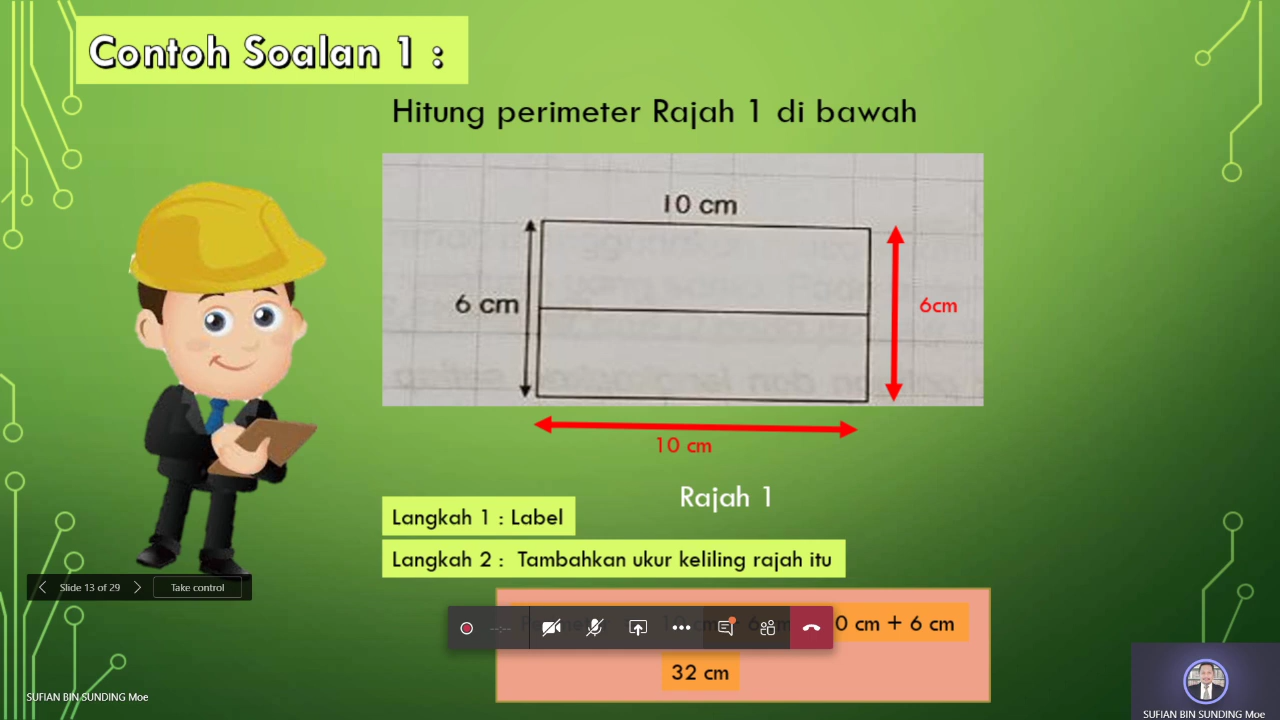 Contoh Soalan 1 :
Hitung perimeter Rajah 1 di bawah
10 cm
6 cm
6cm
10 cm
Rajah 1
Langkah 1 : Label
Langkah 2 : Tambahkan ukur keliling rajah itu
Slide 13 of 29
Take control
0 cm + 6 cm
32 cm
SUFIAN BIN SUNDING Moe
SUFIAN BIN SUNDING Moe